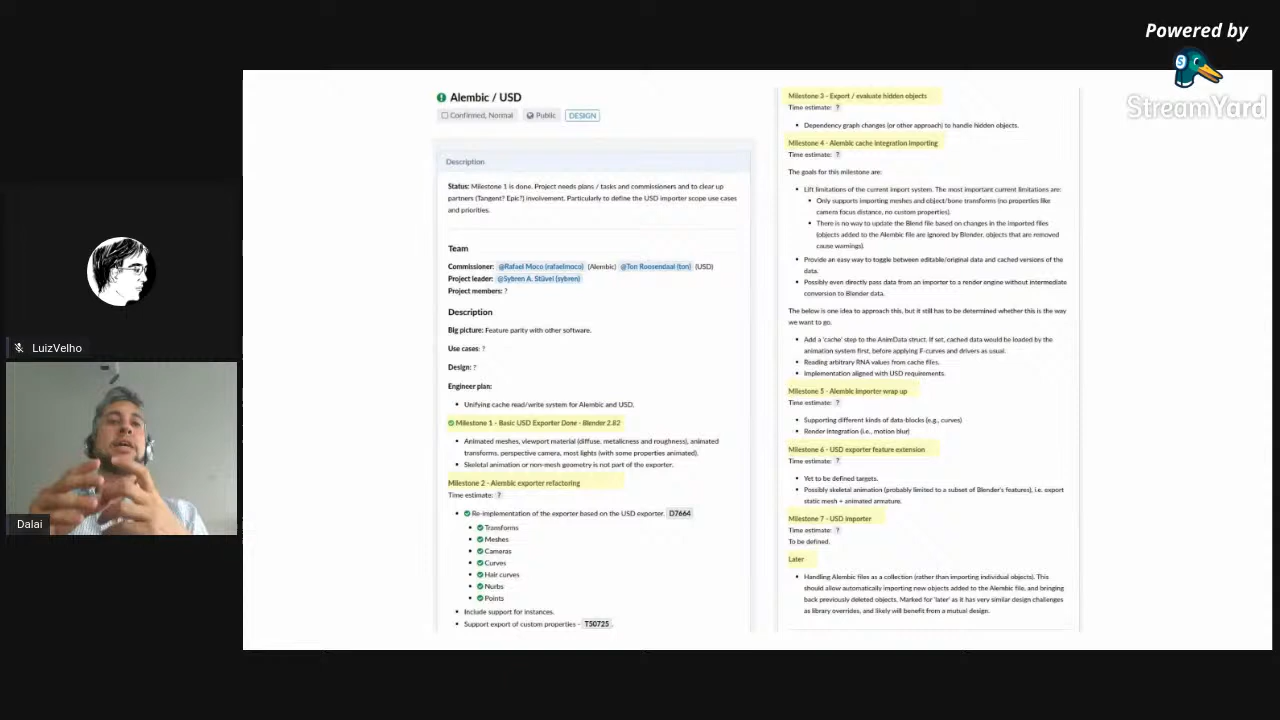 Powered by
StreamYard
LuizVelho
Dalai
Alembic / USD
Confirmed, Normal Public DESIGN
Description
Status: Milestone 1 is done. Project needs plans / tasks and commissioners and to clear up
partners (Tangent? Epic?) involvement. Particularly to define the USD importer scope use cases
and priorities.
Team
Commissioner: @Rafael Moco (rafaelmoco) (Alembic) @Ton Roosendaal (ton) (USD)
Project leader: @Sybren A. Stüvel (sybren)
Project members: ?
Description
Big picture: Feature parity with other software.
Use cases: ?
Design: ?
Engineer plan:
• Unifying cache read/write system for Alembic and USD.
Milestone 1 - Basic USD Exporter Done - Blender 2.82
• Animated meshes, viewport material (diffuse, metalicness and roughness), animated
transforms, perspective camera, most lights (with some properties animated).
• Skeletal animation or non-mesh geometry is not part of the exporter.
Milestone 2 - Alembic exporter refactoring
Time estimate: ?
• Re-implementation of the exporter based on the USD exporter. D7664
• Transforms
• Meshes
• Cameras
• Curves
• Hair curves
• Nurbs
• Points
• Include support for instances.
• Support export of custom properties - T50725.
Milestone 3 - Export / evaluate hidden objects
Time estimate: ?
• Dependency graph changes (or other approach) to handle hidden objects.
Milestone 4 - Alembic cache integration importing
Time estimate: ?
The goals for this milestone are:
• Lift limitations of the current import system. The most important current limitations are:
• Only supports importing meshes and object/bone transforms (no properties like
camera focus distance, no custom properties).
• There is no way to update the Blend file based on changes in the imported files
(objects added to the Alembic file are ignored by Blender, objects that are removed
cause warnings).
• Provide an easy way to toggle between editable/original data and cached versions of the
data.
• Possibly even directly pass data from an importer to a render engine without intermediate
conversion to Blender data.
The below is one idea to approach this, but it still has to be determined whether this is the way
we want to go.
• Add a 'cache' step to the AnimData struct. If set, cached data would be loaded by the
animation system first, before applying F-curves and drivers as usual.
• Reading arbitrary RNA values from cache files.
• Implementation aligned with USD requirements.
Milestone 5 - Alembic importer wrap up
Time estimate: ?
• Supporting different kinds of data-blocks (e.g., curves)
• Render integration (i.e., motion blur)
Milestone 6 - USD exporter feature extension
Time estimate: ?
• Yet to be defined targets.
• Possibly skeletal animation (probably limited to a subset of Blender's features), i.e. export
static mesh + animated armature.
Milestone 7 - USD importer
Time estimate: ?
To be defined.
Later
• Handling Alembic files as a collection (rather than importing individual objects). This
should allow automatically importing new objects added to the Alembic file, and bringing
back previously deleted objects. Marked for 'later' as it has very similar design challenges
as library overrides, and likely will benefit from a mutual design.